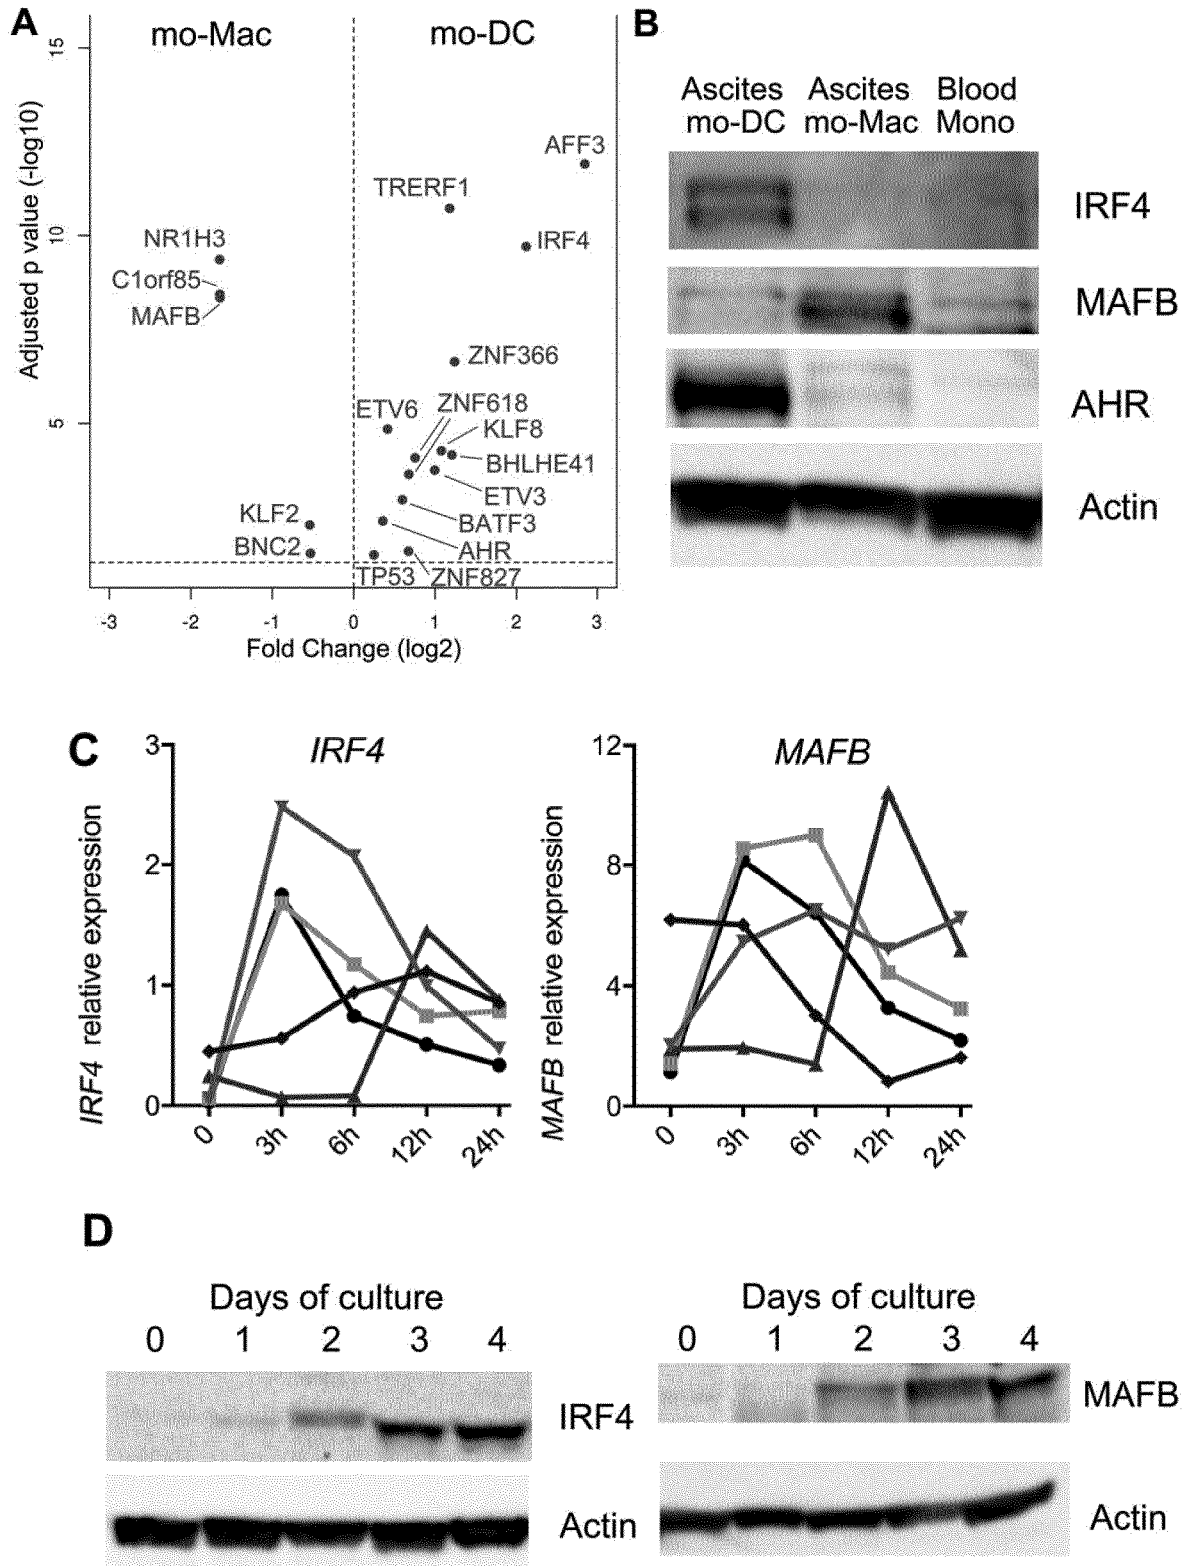 A
mo-Mac
mo-DC
Adjusted p value (-log10)
15
10
5
AFF3
TRERF1
IRF4
NR1H3
C1orf85
MAFB
ZNF366
ETV6
ZNF618
KLF8
BHLHE41
ETV3
KLF2
BATF3
BNC2
AHR
TP53
ZNF827
-3 -2 -1 0 1 2 3
Fold Change (log2)
B
Ascites Ascites Blood
mo-DC mo-Mac Mono
IRF4
MAFB
AHR
Actin
C
IRF4
IRF4 relative expression
3
2
1
0
0 3h 6h 12h 24h
MAFB
MAFB relative expression
12
8
4
0
0 3h 6h 12h 24h
D
Days of culture
0 1 2 3 4
IRF4
Actin
Days of culture
0 1 2 3 4
MAFB
Actin